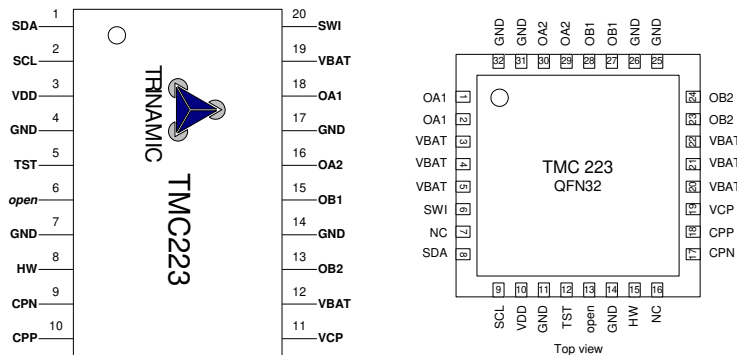 1 20
SDA SWI
2 19
SCL VBAT
3 18
VDD OA1
4 17
GND GND
5 16
TST OA2
6 15
open OB1
7 14
GND GND
8 13
HW OB2
9 12
CPN VBAT
10 11
CPP VCP
TRINAMIC
TMC223
GND GND OA2 OA2 OB1 OB1 GND GND
32 31 30 29 28 27 26 25
OA1 1 24 OB2
OA1 2 23 OB2
VBAT 3 22 VBAT
VBAT 4 21 VBAT
VBAT 5 20 VBAT
SWI 6 19 VCP
NC 7 18 CPP
SDA 8 17 CPN
TMC 223
QFN32
9 10 11 12 13 14 15 16
SCL VDD GND TST open GND HW NC
Top view